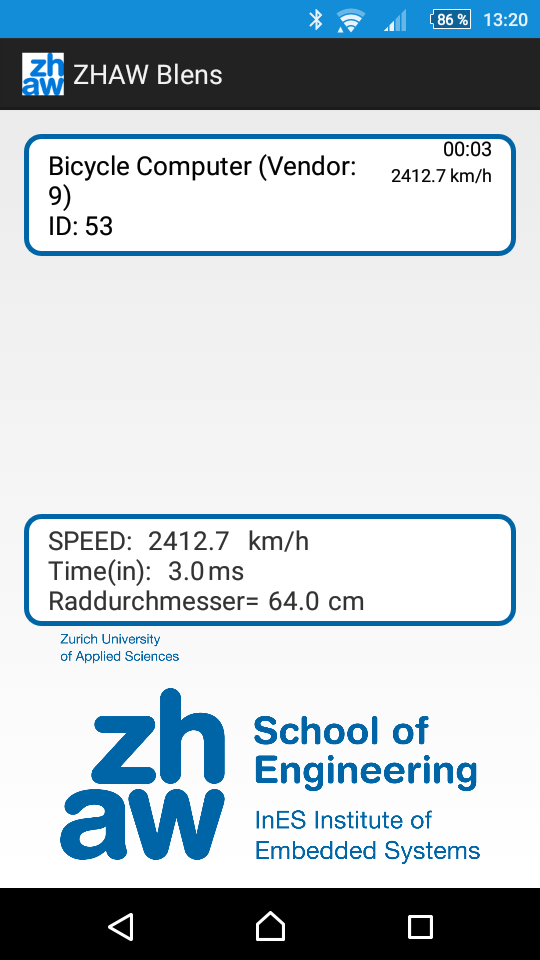 86 % 13:20
zh
aw ZHAW Blens
00:03
Bicycle Computer (Vendor: 2412.7 km/h
9)
ID: 53
SPEED: 2412.7 km/h
Time(in): 3.0 ms
Raddurchmesser= 64.0 cm
Zurich University
of Applied Sciences
zh
aw
School of
Engineering
InES Institute of
Embedded Systems